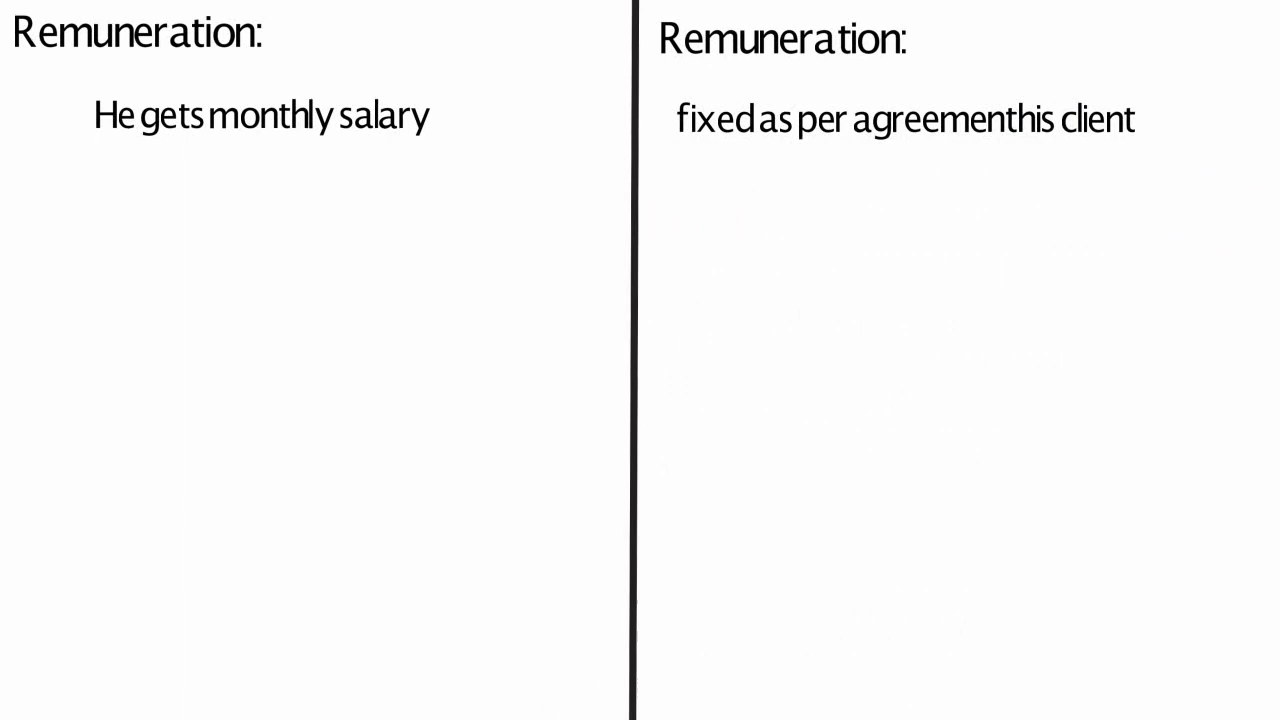 Remuneration:
He gets monthly salary
Remuneration:
fixed as per agreementhis client